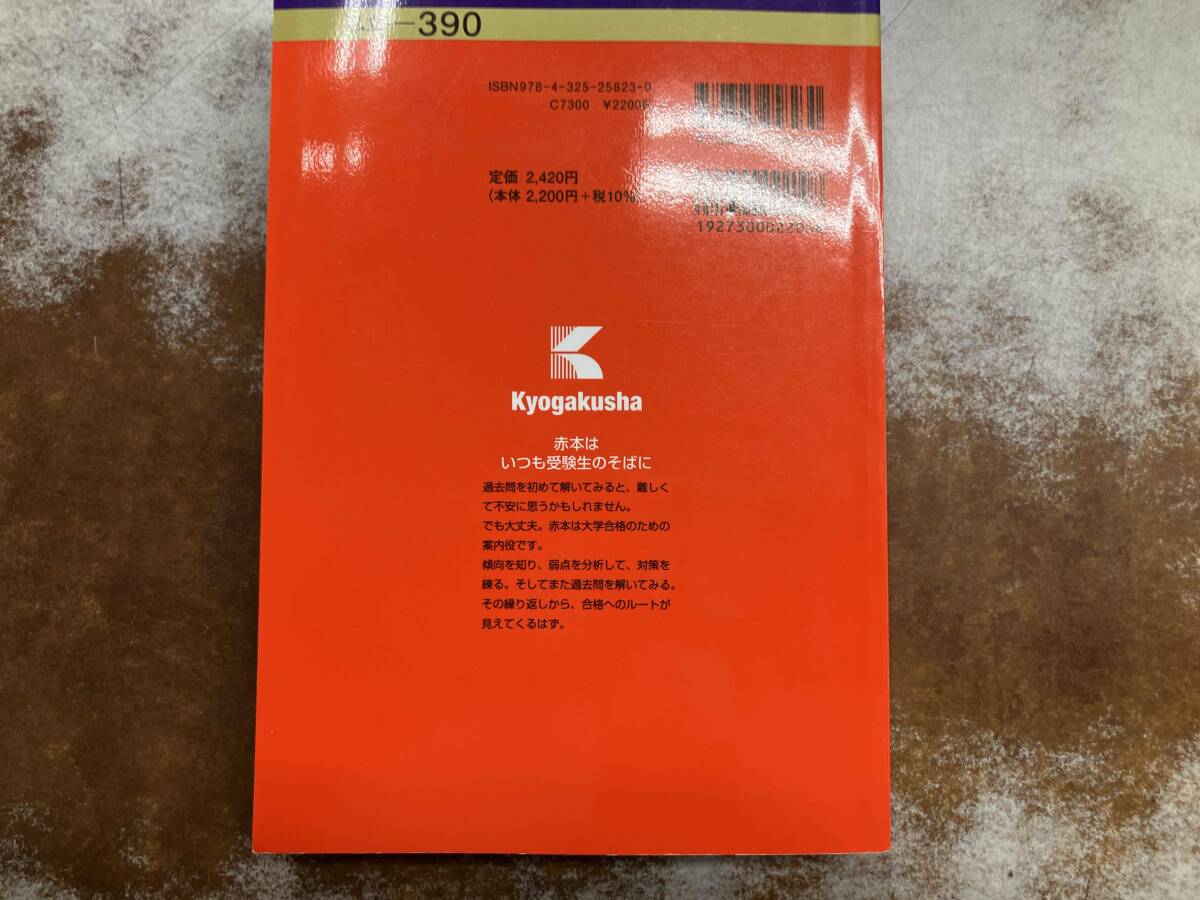 —390
ISBN978-4-325-25823-0
C7300 ¥2200E
定価 2,420円
(本体 2,200円+税10%)
Kyogakusha
赤本は
いつも受験生のそばに
過去問を初めて解いてみると、難しく
て不安に思うかもしれません。
でも大丈夫。赤本は大学合格のための
案内役です。
傾向を知り、弱点を分析して、対策を
練る。そしてまた過去問を解いてみる。
その繰り返しから、合格へのルートが
見えてくるはず。